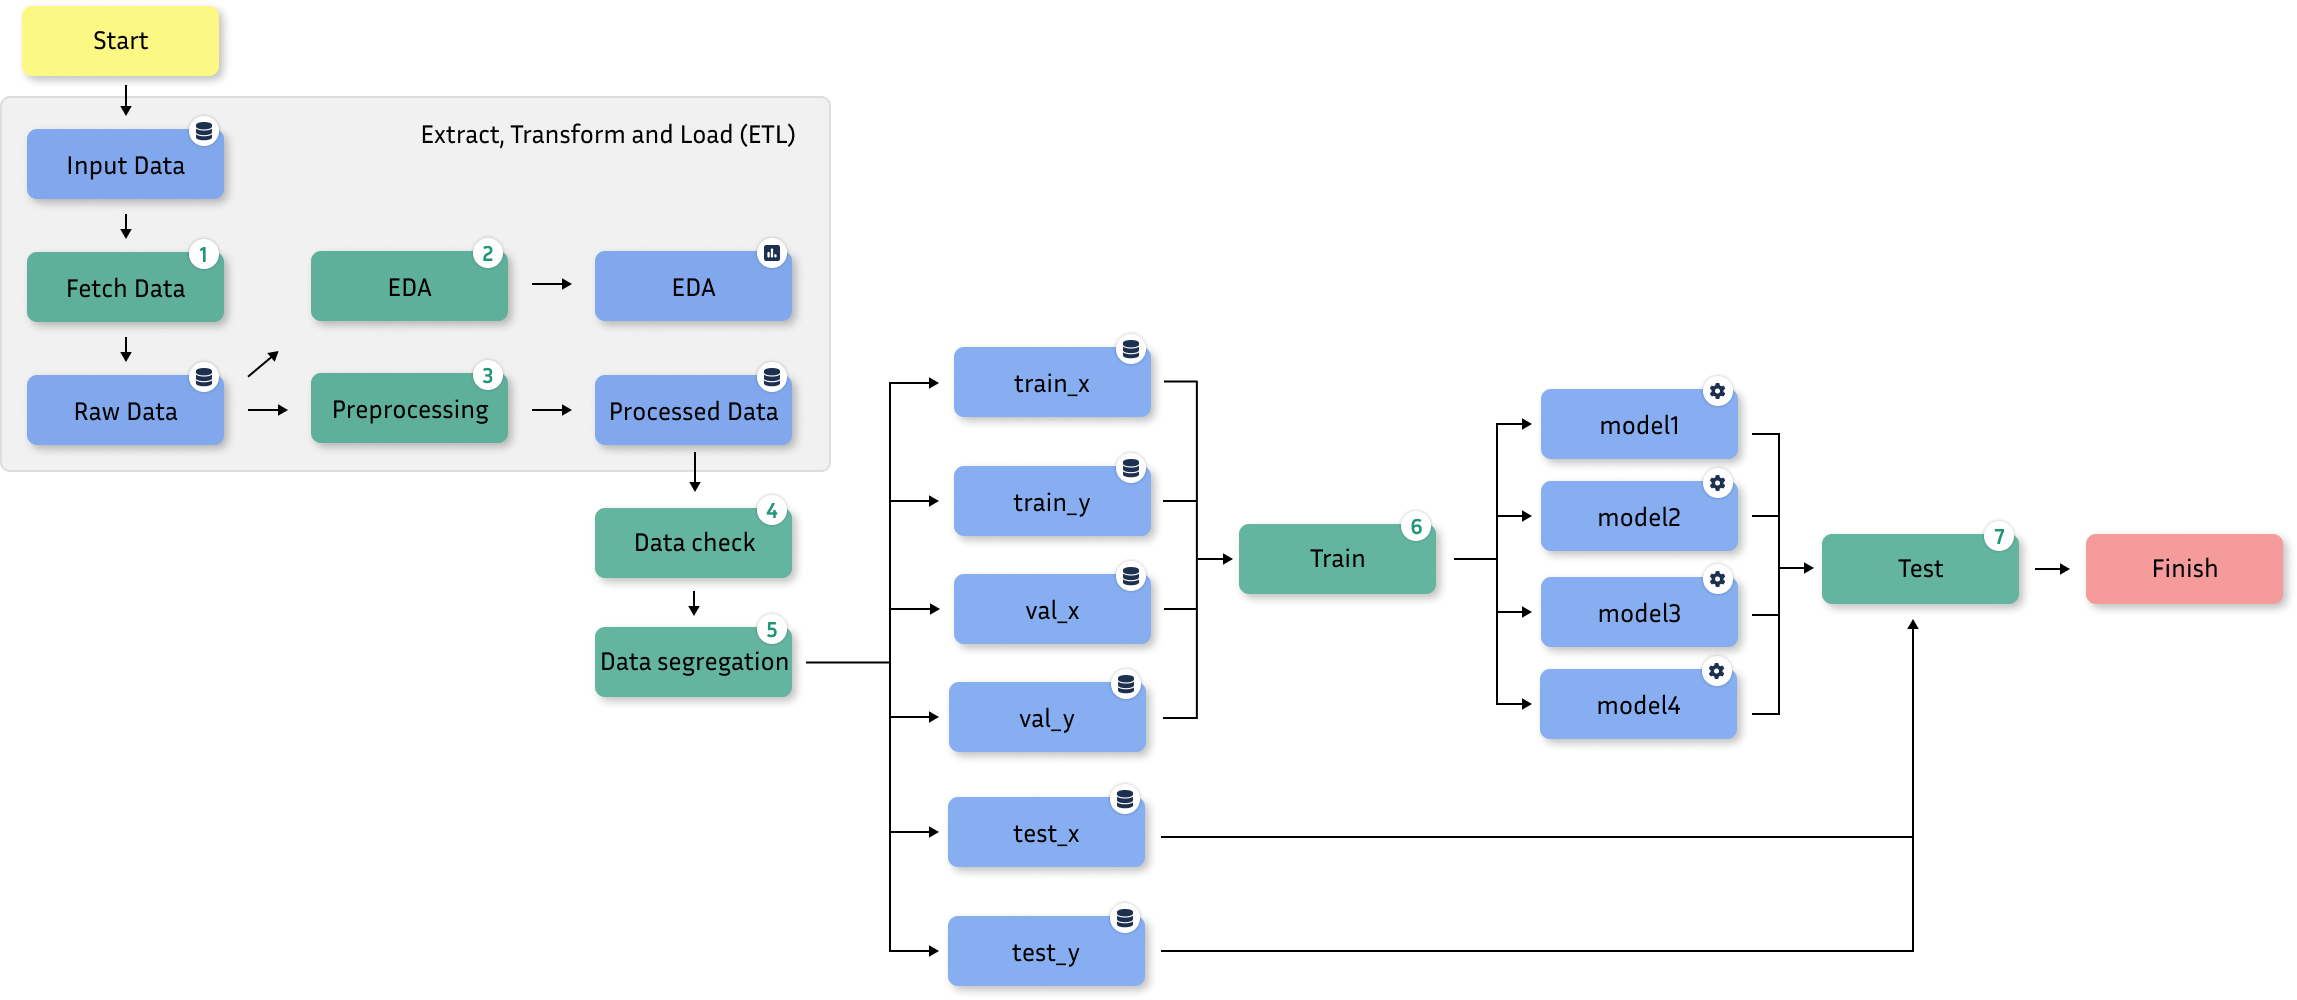 Start
Extract, Transform and Load (ETL)
Input Data
1
Fetch Data
2
EDA
EDA
Raw Data
3
Preprocessing
Processed Data
4
Data check
5
Data segregation
train_x
train_y
val_x
val_y
test_x
test_y
6
Train
model1
model2
model3
model4
7
Test
Finish